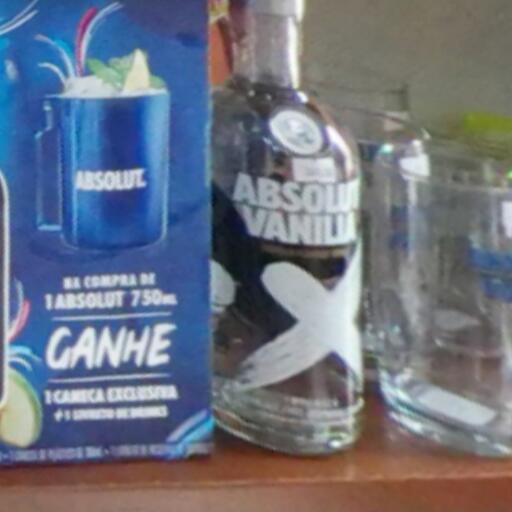 ABSOLUT.
NA COMPRA DE
1 ABSOLUT 750ML
GANHE
1 CANECA EXCLUSIVA
+ 1 LIVRETO DE DRINKS
ABSOLUT
VANILIA